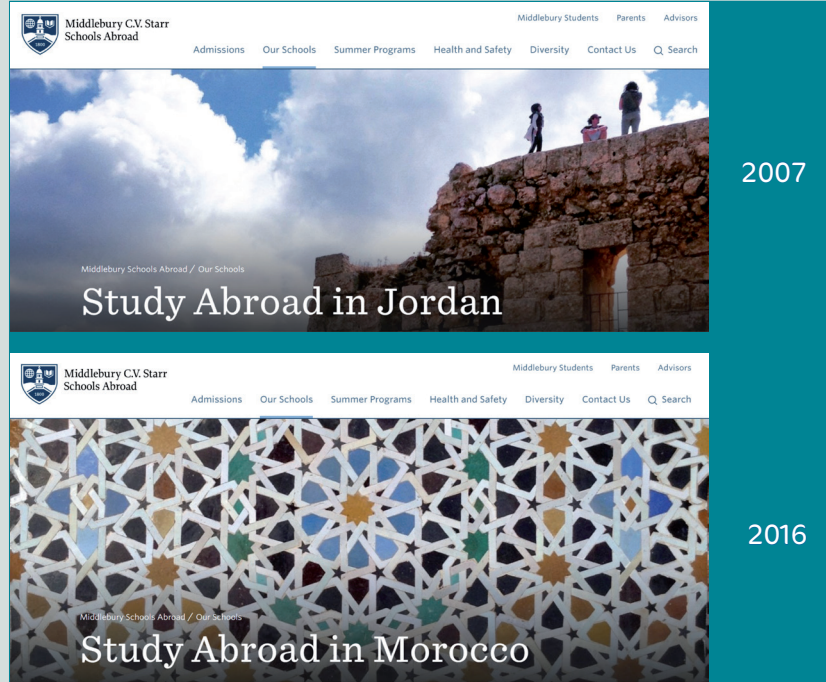 Middlebury C.V. Starr
Schools Abroad
Middlebury Students Parents Advisors
Admissions Our Schools Summer Programs Health and Safety Diversity Contact Us Search
2007
Middlebury Schools Abroad / Our Schools
Study Abroad in Jordan
Middlebury C.V. Starr
Schools Abroad
Middlebury Students Parents Advisors
Admissions Our Schools Summer Programs Health and Safety Diversity Contact Us Search
2016
Middlebury Schools Abroad / Our Schools
Study Abroad in Morocco